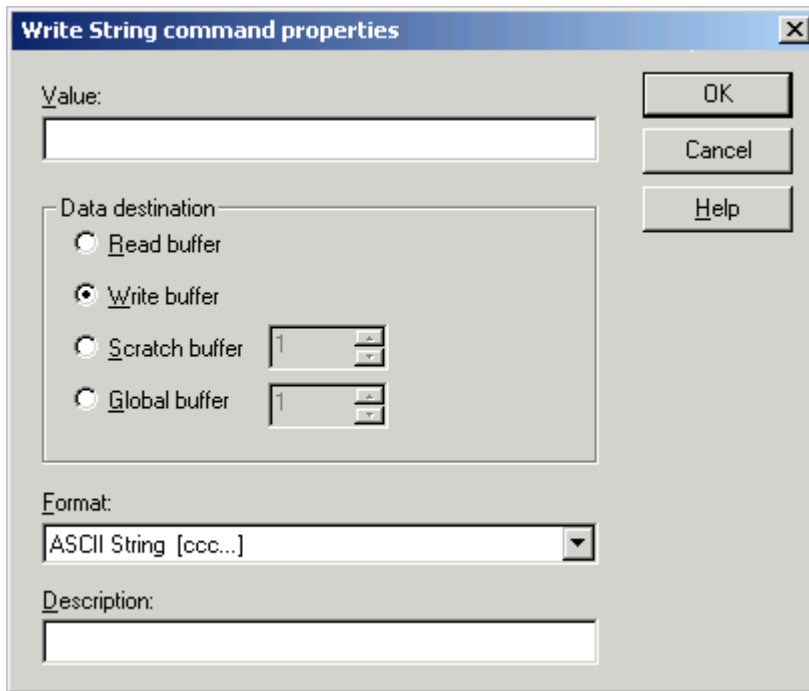 Write String command properties
Value:
OK
Cancel
Help
Data destination
Read buffer
Write buffer
Scratch buffer 1
Global buffer 1
Format:
ASCII String [ccc...]
Description: